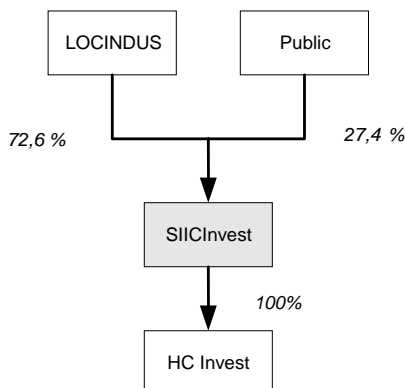 LOCINDUS
Public
72,6 %
27,4 %
SIICInvest
100%
HC Invest